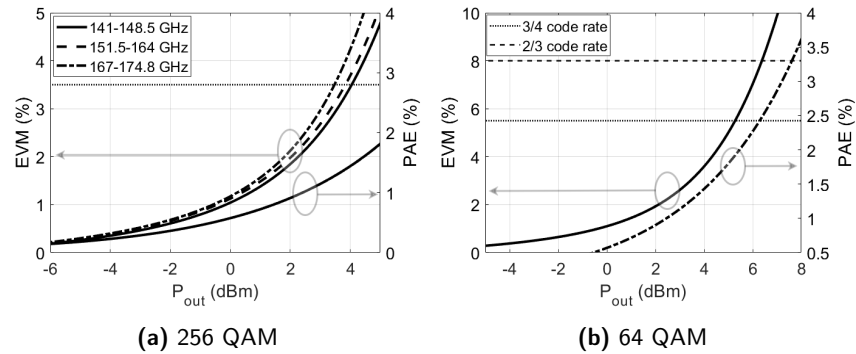 5
4
3
2
1
0
EVM (%)
-6
-4
-2
0
2
4
P_out (dBm)
4
3
2
1
0
PAE (%)
141-148.5 GHz
151.5-164 GHz
167-174.8 GHz
(a) 256 QAM
10
8
6
4
2
0
EVM (%)
-4
-2
0
2
4
6
8
P_out (dBm)
4
3.5
3
2.5
2
1.5
1
0.5
PAE (%)
3/4 code rate
2/3 code rate
(b) 64 QAM